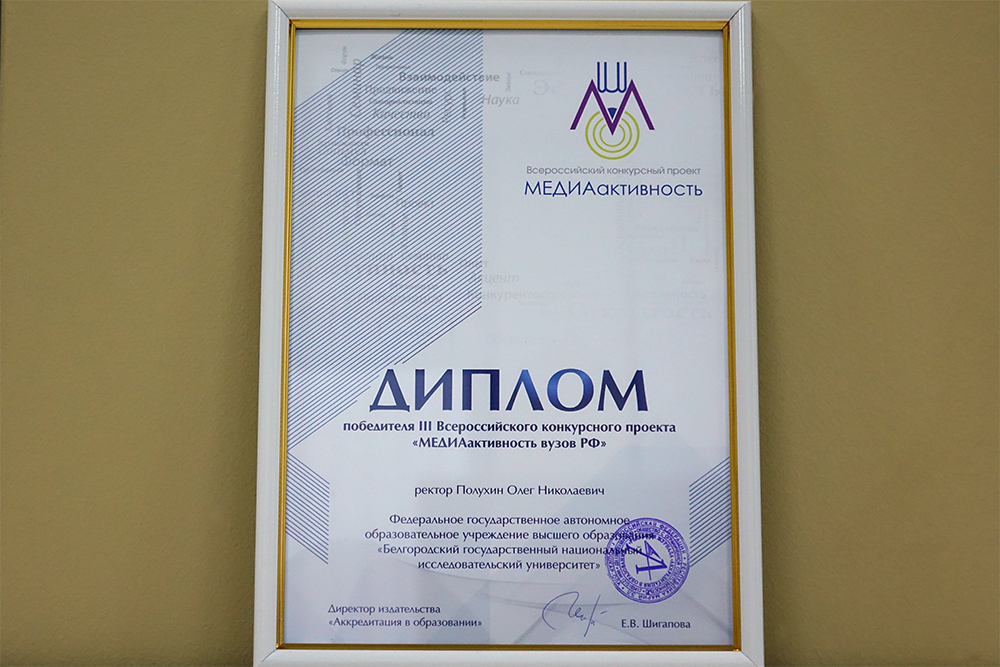 Взаимодействие
Продвижение
Наука
Качество
Всероссийский конкурсный проект
МЕДИАактивность
ДИПЛОМ
победителя III Всероссийского конкурсного проекта
«МЕДИАактивность вузов РФ»
ректор Полухин Олег Николаевич
Федеральное государственное автономное
образовательное учреждение высшего образования
«Белгородский государственный национальный
исследовательский университет»
Директор издательства
«Аккредитация в образовании»
Е.В. Шигапова